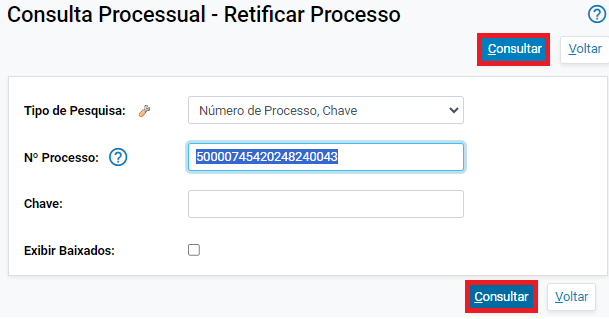 Consulta Processual - Retificar Processo
?
Consultar
Voltar
Tipo de Pesquisa:
Número de Processo, Chave
Nº Processo:
?
50000745420248240043
Chave:
Exibir Baixados:
Consultar
Voltar